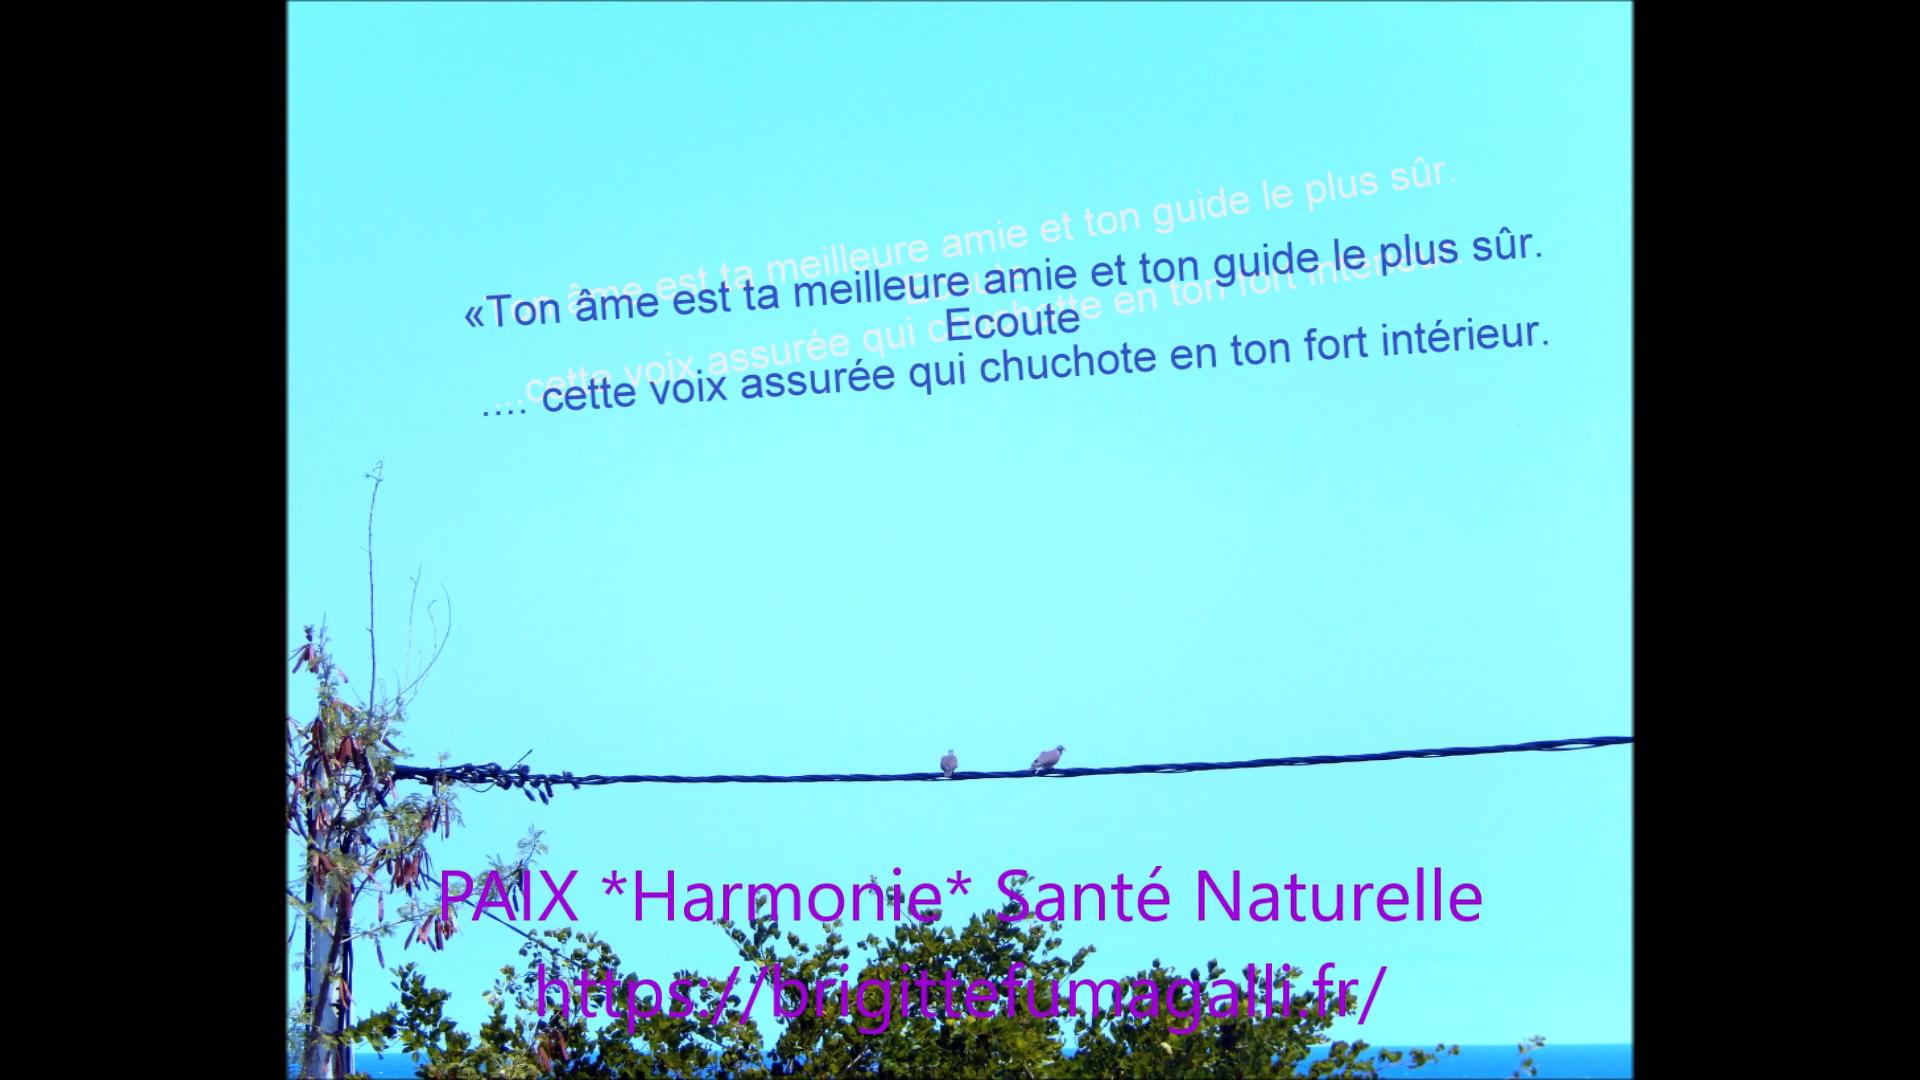 «Ton âme est ta meilleure amie et ton guide le plus sûr.
Ecoute
.... cette voix assurée qui chuchote en ton fort intérieur.
PAIX *Harmonie* Santé Naturelle
https://brigittefumagalli.fr/